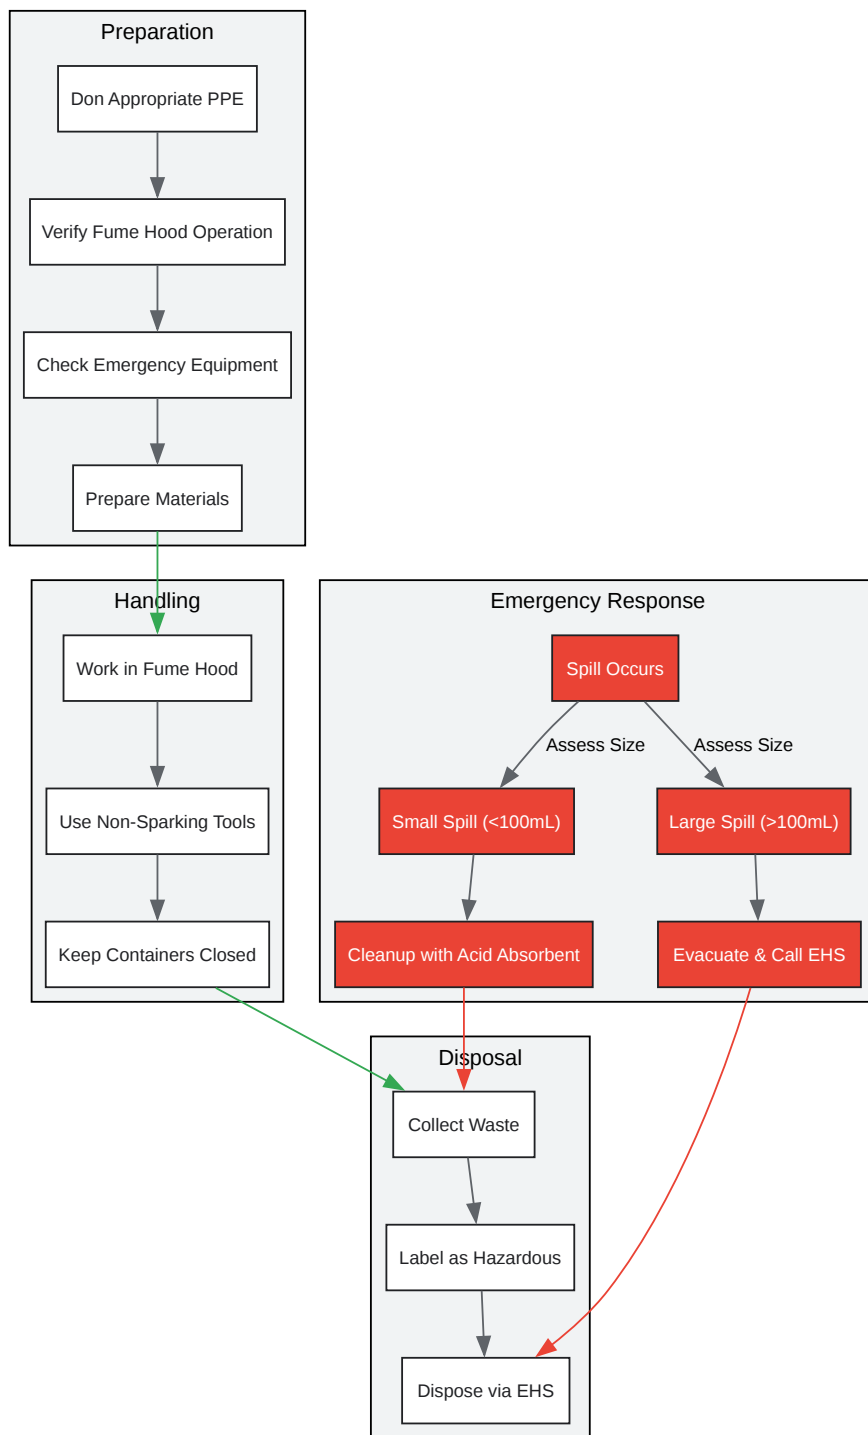 Preparation
Don Appropriate PPE
Verify Fume Hood Operation
Check Emergency Equipment
Prepare Materials
Handling
Work in Fume Hood
Use Non-Sparking Tools
Keep Containers Closed
Emergency Response
Spill Occurs
Assess Size
Assess Size
Small Spill (<100mL)
Large Spill (>100mL)
Cleanup with Acid Absorbent
Evacuate & Call EHS
Disposal
Collect Waste
Label as Hazardous
Dispose via EHS